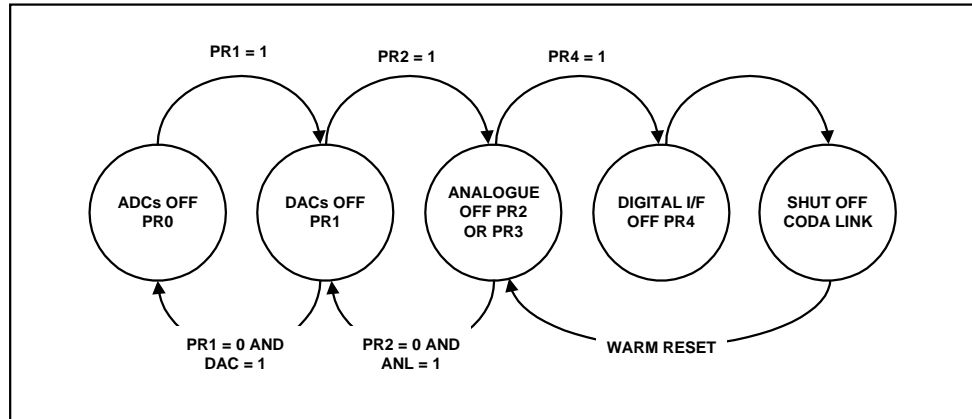 PR1 = 1
PR2 = 1
PR4 = 1
ADCs OFF
PR0
DACs OFF
PR1
ANALOGUE
OFF PR2
OR PR3
DIGITAL I/F
OFF PR4
SHUT OFF
CODA LINK
PR1 = 0 AND
DAC = 1
PR2 = 0 AND
ANL = 1
WARM RESET